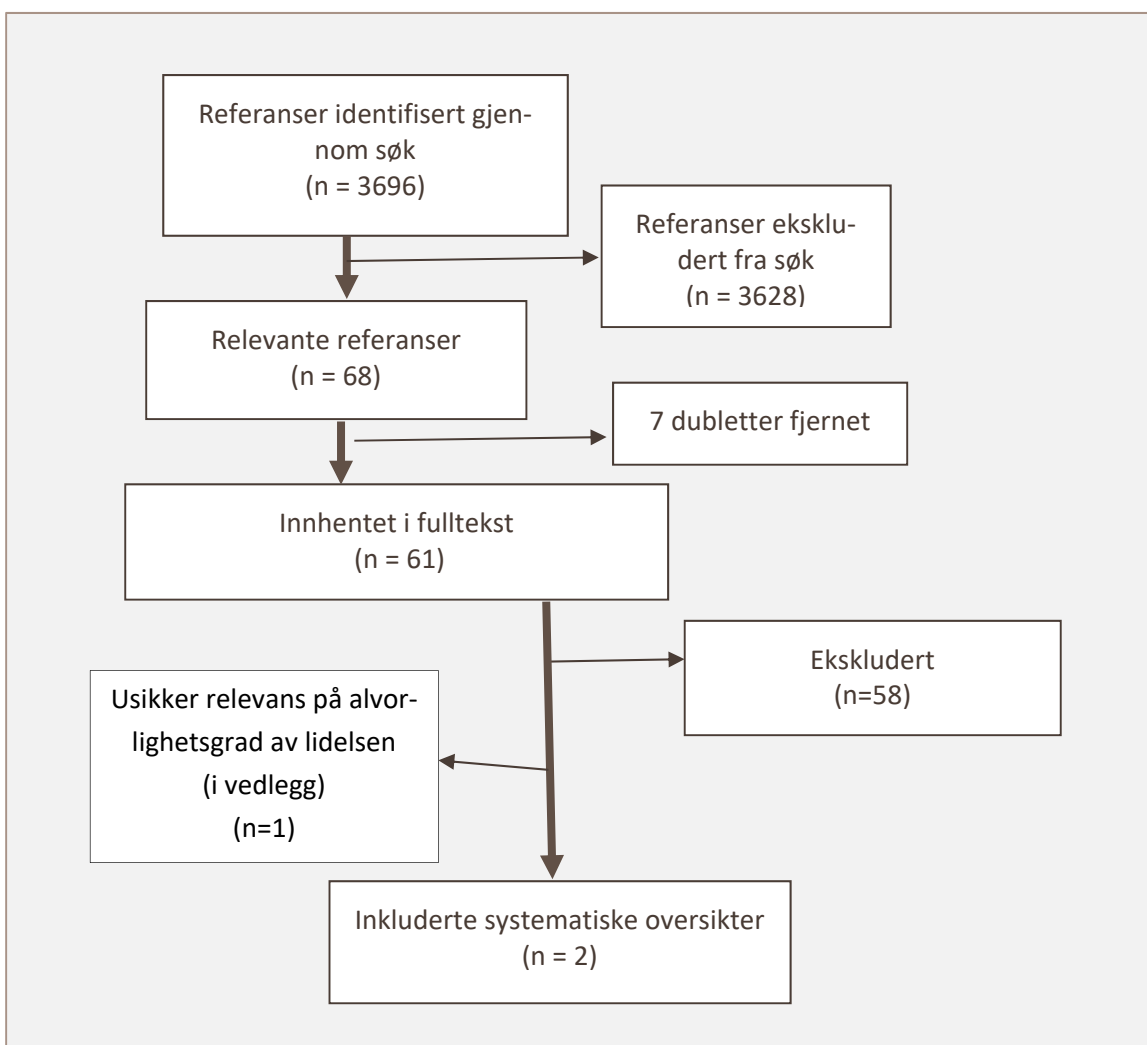 Referanser identifisert gjen-
nom søk
(n = 3696)
Referanser eksklu-
dert fra søk
(n = 3628)
Relevante referanser
(n = 68)
7 dubletter fjernet
Innhentet i fulltekst
(n = 61)
Ekskludert
(n=58)
Usikker relevans på alvor-
lighetsgrad av lidelsen
(i vedlegg)
(n=1)
Inkluderte systematiske oversikter
(n = 2)